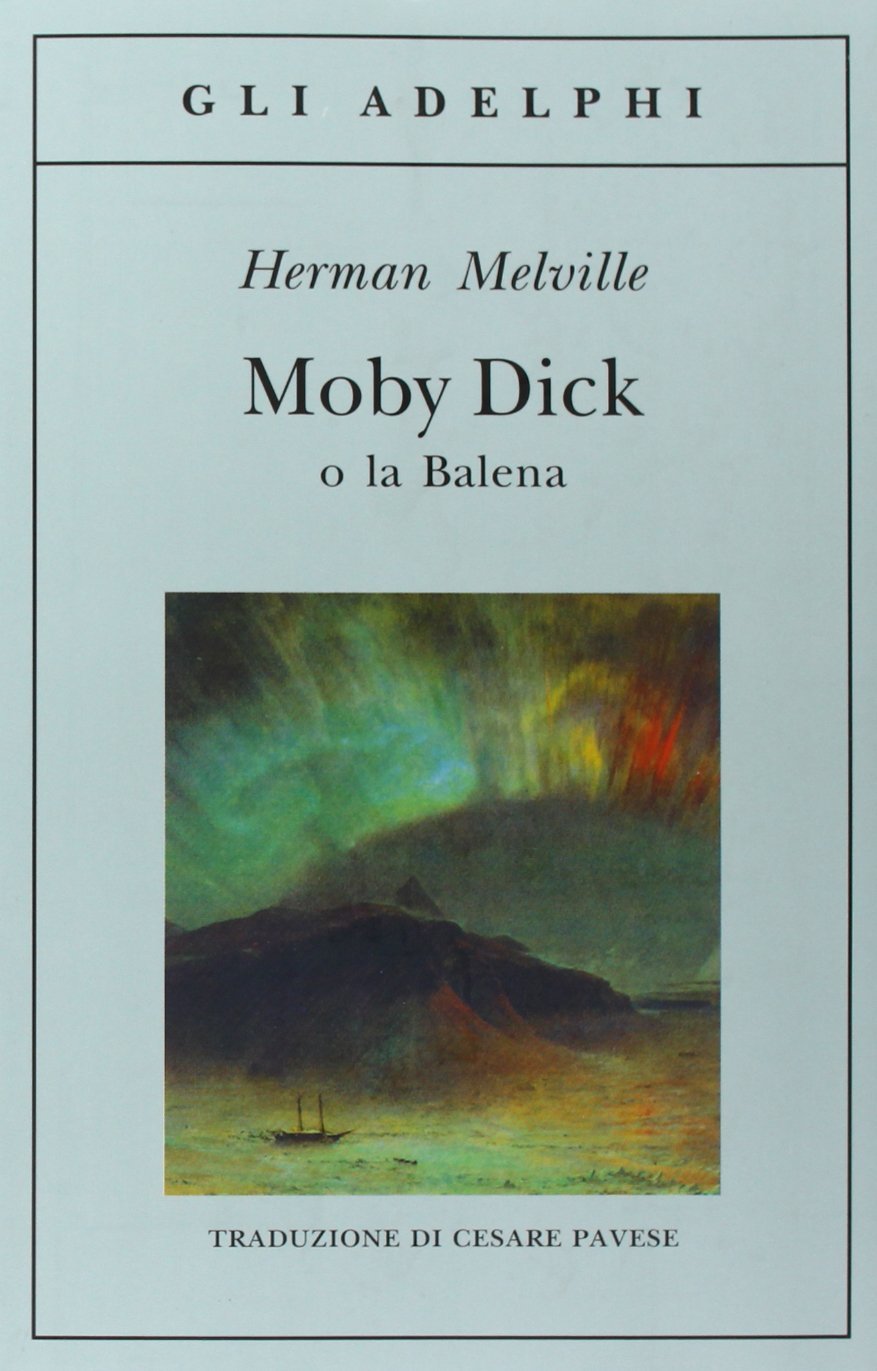 GLI ADELPHI
Herman Melville
Moby Dick
o la Balena
TRADUZIONE DI CESARE PAVESE